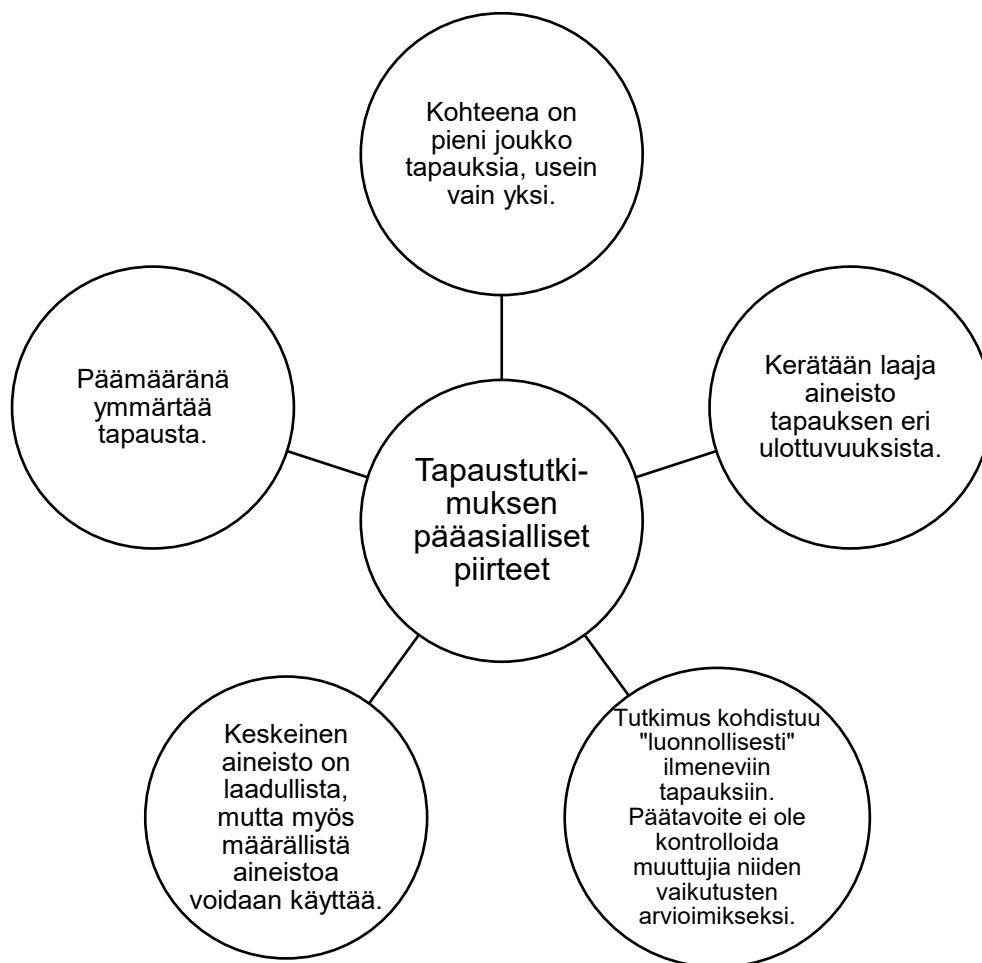 Kohteena on
pieni joukko
tapauksia, usein
vain yksi.
Kerätään laaja
aineisto
tapauksen eri
ulottuvuuksista.
Tutkimus kohdistuu
"luonnollisesti"
ilmeneviin
tapauksiin.
Päätavoite ei ole
kontrolloida
muuttujia niiden
vaikutusten
arvioimikseksi.
Keskeinen
aineisto on
laadullista,
mutta myös
määrällistä
aineistoa
voidaan käyttää.
Päämääränä
ymmärtää
tapausta.
Tapaustutki-
muksen
pääasialliset
piirteet